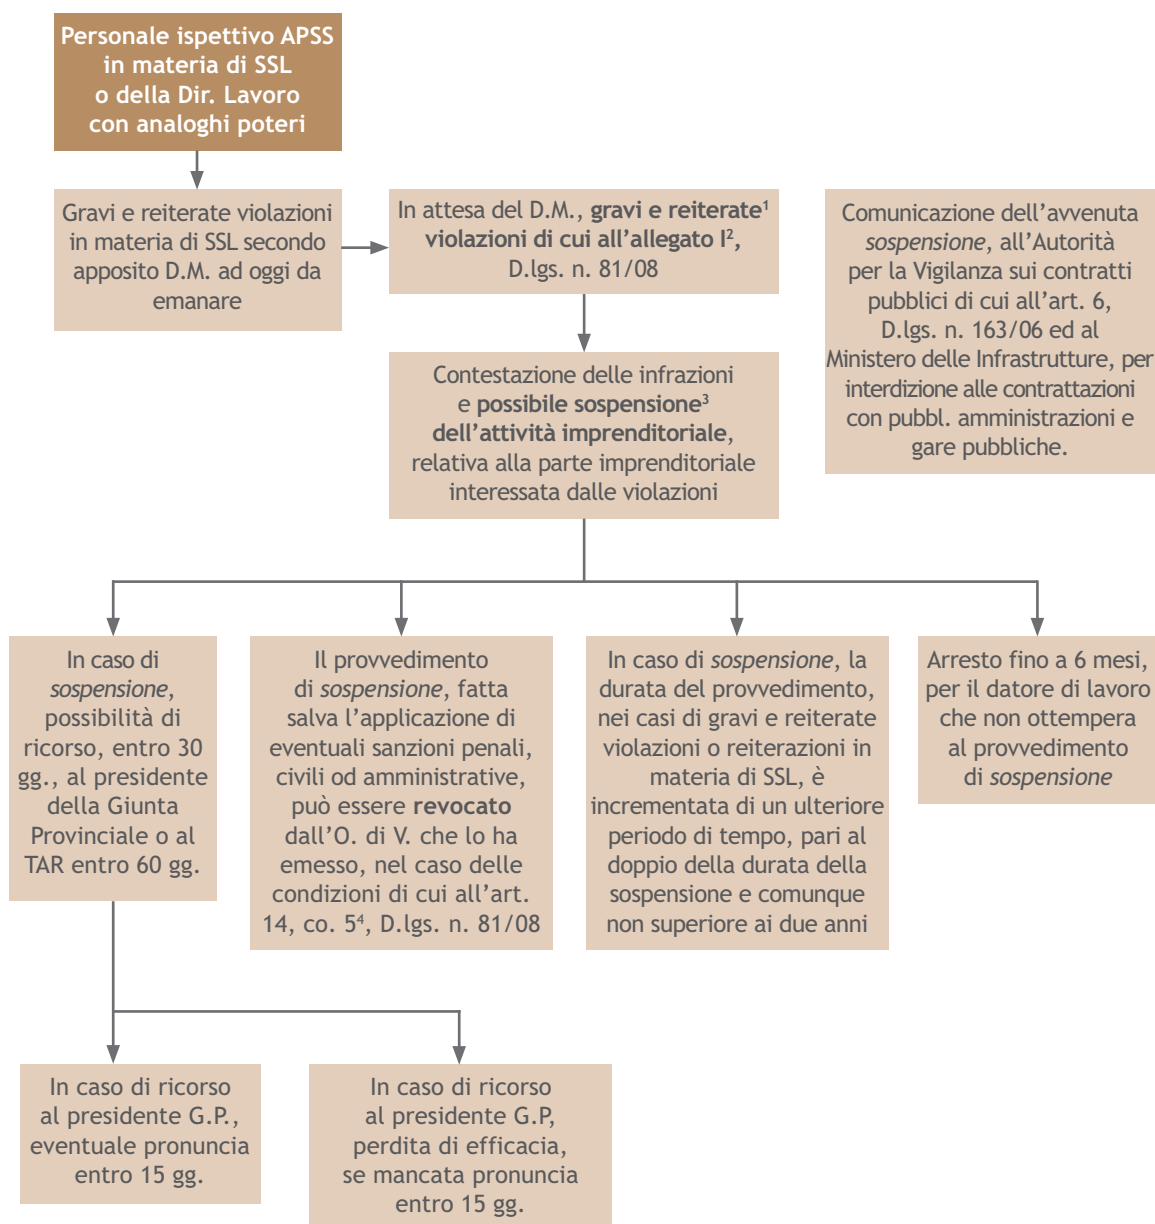 Personale ispettivo APSS
in materia di SSL
o della Dir. Lavoro
con analoghi poteri
Gravi e reiterate violazioni
in materia di SSL secondo
apposito D.M. ad oggi da
emanare
In attesa del D.M., gravi e reiterate¹
violazioni di cui all’allegato I²,
D.lgs. n. 81/08
Comunicazione dell’avvenuta
sospensione, all’Autorità
per la Vigilanza sui contratti
pubblici di cui all’art. 6,
D.lgs. n. 163/06 ed al
Ministero delle Infrastrutture, per
interdizione alle contrattazioni
con pubbl. amministrazioni e
gare pubbliche.
Contestazione delle infrazioni
e possibile sospensione³
dell’attività imprenditoriale,
relativa alla parte imprenditoriale
interessata dalle violazioni
In caso di
sospensione,
possibilità di
ricorso, entro 30
gg., al presidente
della Giunta
Provinciale o al
TAR entro 60 gg.
Il provvedimento
di sospensione, fatta
salva l’applicazione di
eventuali sanzioni penali,
civili od amministrative,
può essere revocato
dall’O. di V. che lo ha
emesso, nel caso delle
condizioni di cui all’art.
14, co. 5⁴, D.lgs. n. 81/08
In caso di sospensione, la
durata del provvedimento,
nei casi di gravi e reiterate
violazioni o reiterazioni in
materia di SSL, è
incrementata di un ulteriore
periodo di tempo, pari al
doppio della durata della
sospensione e comunque
non superiore ai due anni
Arresto fino a 6 mesi,
per il datore di lavoro
che non ottempera
al provvedimento
di sospensione
In caso di ricorso
al presidente G.P.,
eventuale pronuncia
entro 15 gg.
In caso di ricorso
al presidente G.P,
perdita di efficacia,
se mancata pronuncia
entro 15 gg.